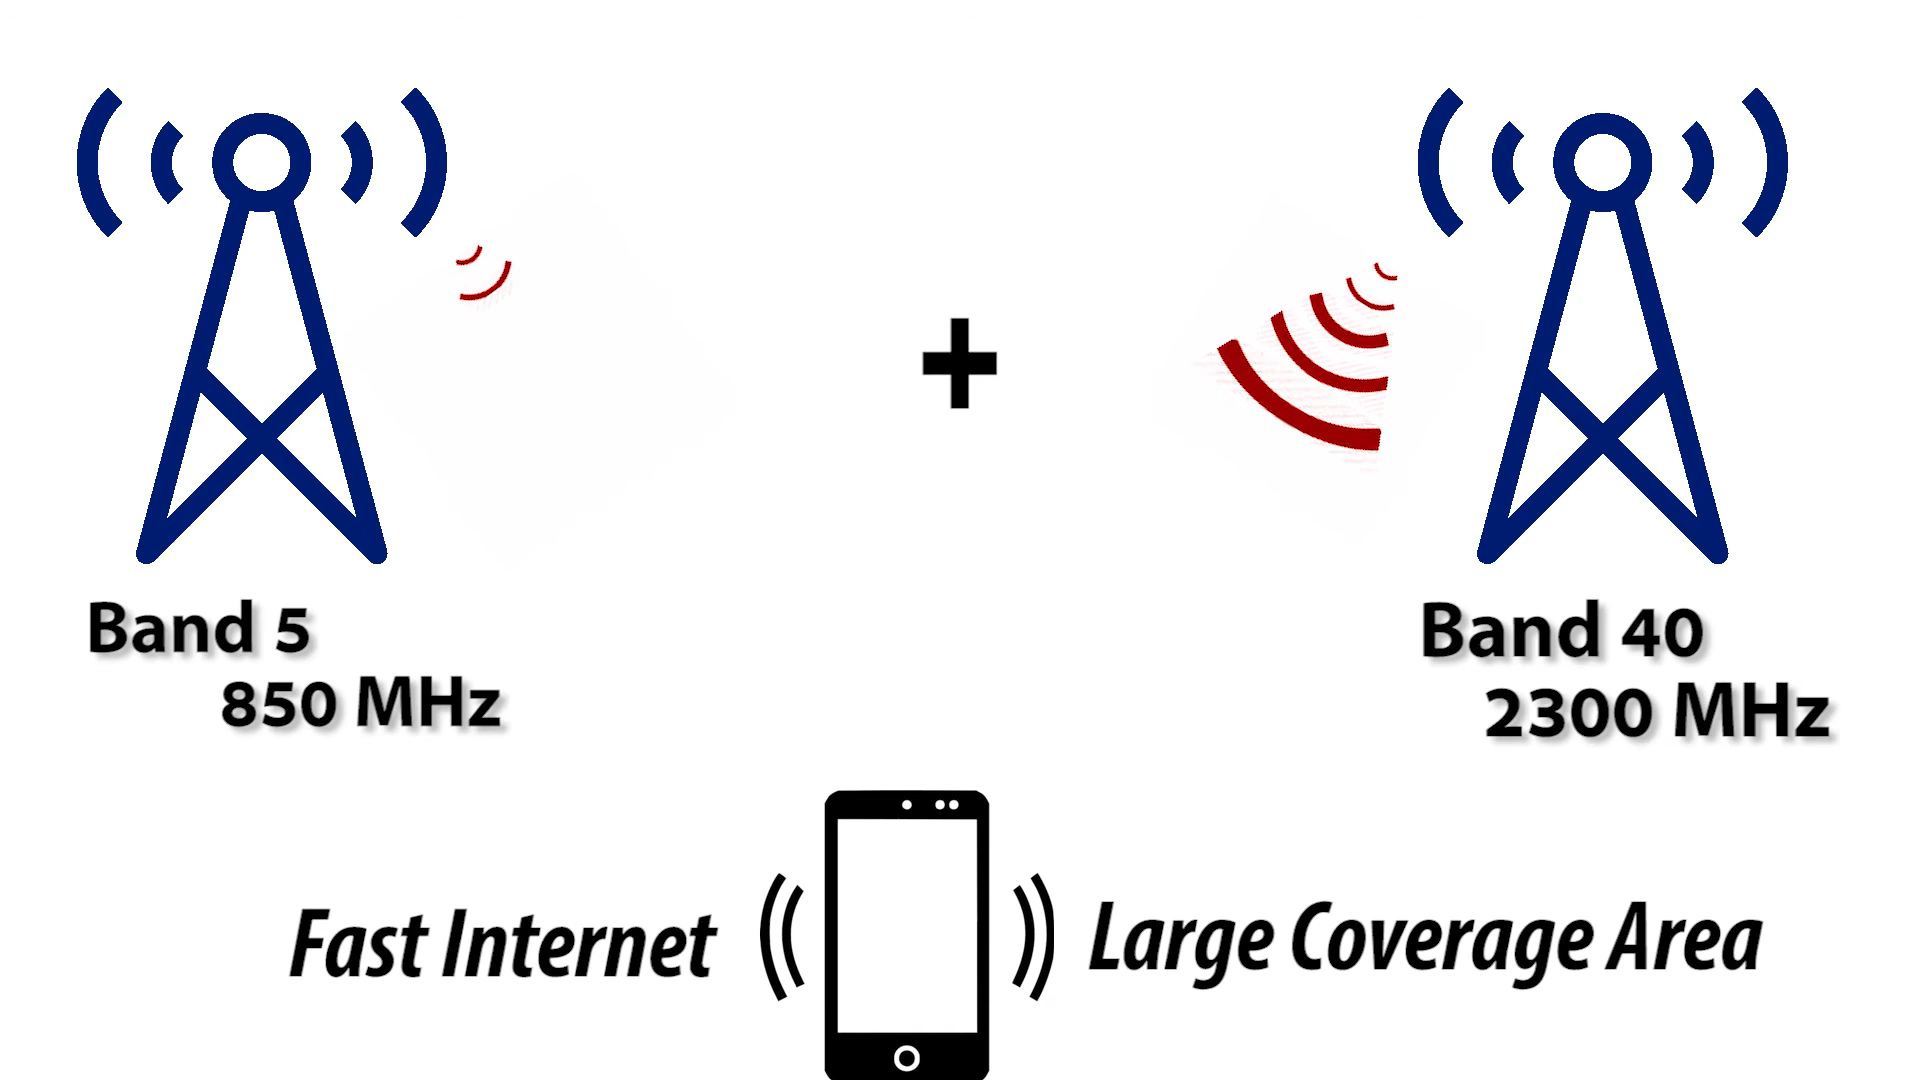 Band 5
850 MHz
+
Band 40
2300 MHz
Fast Internet
Large Coverage Area